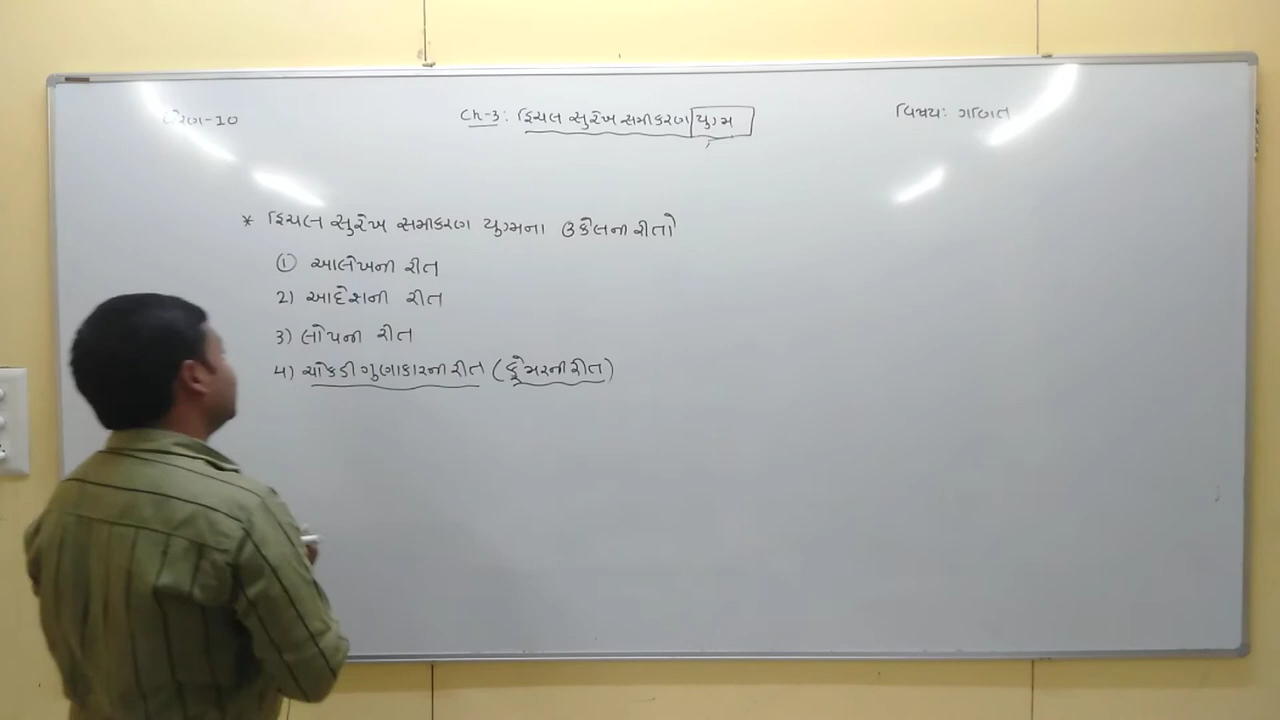 ધોરણ-10 Ch-3: દ્વિચલ સુરેખ સમીકરણ યુગ્મ વિષય: ગણિત
* દ્વિચલ સુરેખ સમીકરણ યુગ્મના ઉકેલની રીતો
① આલેખની રીત
2) આદેશની રીત
3) લોપની રીત
4) ચોકડી ગુણાકારની રીત (ક્રેમરની રીત)